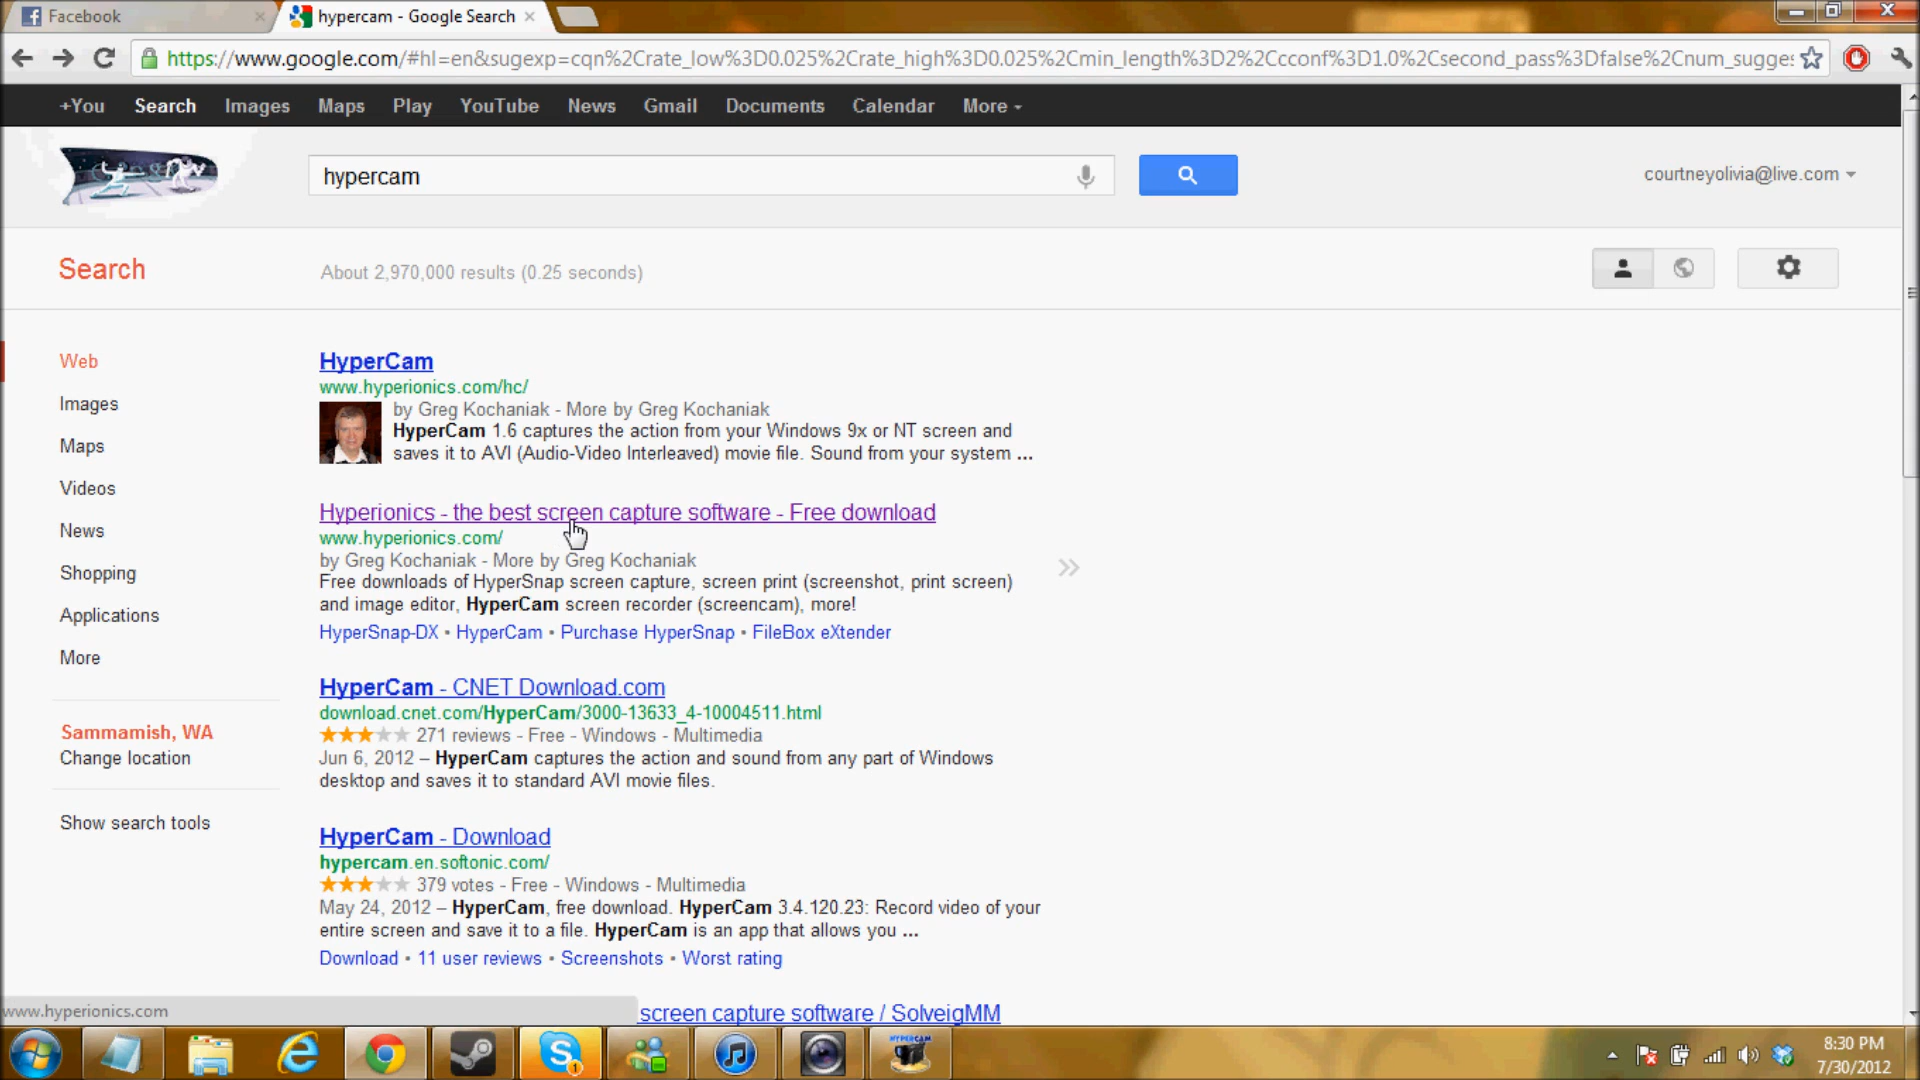 Facebook
hypercam - Google Search
https://www.google.com/#hl=en&sugexp=cqn%2Crate_low%3D0.025%2Crate_high%3D0.025%2Cmin_length%3D2%2Cccconf%3D1.0%2Csecond_pass%3Dfalse%2Cnum_sugges
+You Search Images Maps Play YouTube News Gmail Documents Calendar More
hypercam
courtneyolivia@live.com
Search
About 2,970,000 results (0.25 seconds)
Web
Images
Maps
Videos
News
Shopping
Applications
More
Sammamish, WA
Change location
Show search tools
HyperCam
www.hyperionics.com/hc/
by Greg Kochaniak - More by Greg Kochaniak
HyperCam 1.6 captures the action from your Windows 9x or NT screen and
saves it to AVI (Audio-Video Interleaved) movie file. Sound from your system ...
Hyperionics - the best screen capture software - Free download
www.hyperionics.com/
by Greg Kochaniak - More by Greg Kochaniak
Free downloads of HyperSnap screen capture, screen print (screenshot, print screen)
and image editor, HyperCam screen recorder (screencam), more!
HyperSnap-DX • HyperCam • Purchase HyperSnap • FileBox eXtender
HyperCam - CNET Download.com
download.cnet.com/HyperCam/3000-13633_4-10004511.html
271 reviews - Free - Windows - Multimedia
Jun 6, 2012 – HyperCam captures the action and sound from any part of Windows
desktop and saves it to standard AVI movie files.
HyperCam - Download
hypercam.en.softonic.com/
379 votes - Free - Windows - Multimedia
May 24, 2012 – HyperCam, free download. HyperCam 3.4.120.23: Record video of your
entire screen and save it to a file. HyperCam is an app that allows you ...
Download • 11 user reviews • Screenshots • Worst rating
screen capture software / SolveigMM
www.hyperionics.com
HYPERCAM
1
8:30 PM
7/30/2012